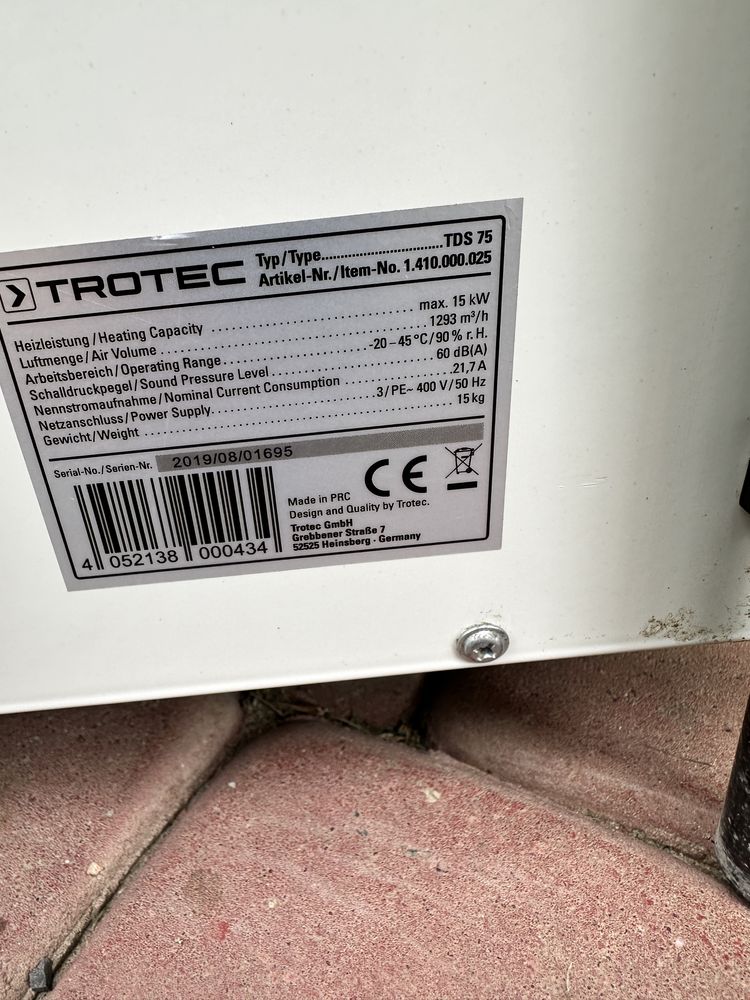 TROTEC
Typ/Type..............................TDS 75
Artikel-Nr./Item-No. 1.410.000.025
Heizleistung/Heating Capacity .............................. max. 15 kW
Luftmenge/Air Volume .............................. 1293 m³/h
Arbeitsbereich/Operating Range .............................. -20 – 45 °C/90 % r. H.
Schalldruckpegel/Sound Pressure Level .............................. 60 dB(A)
Nennstromaufnahme/Nominal Current Consumption .................... 21,7 A
Netzanschluss/Power Supply.............................. 3/PE~ 400 V/50 Hz
Gewicht/Weight .............................. 15 kg
Serial-No./Serien-Nr. 2019/08/01695
CE
4 052138 000434
Made in PRC
Design and Quality by Trotec.
Trotec GmbH
Grebbener Straße 7
52525 Heinsberg · Germany